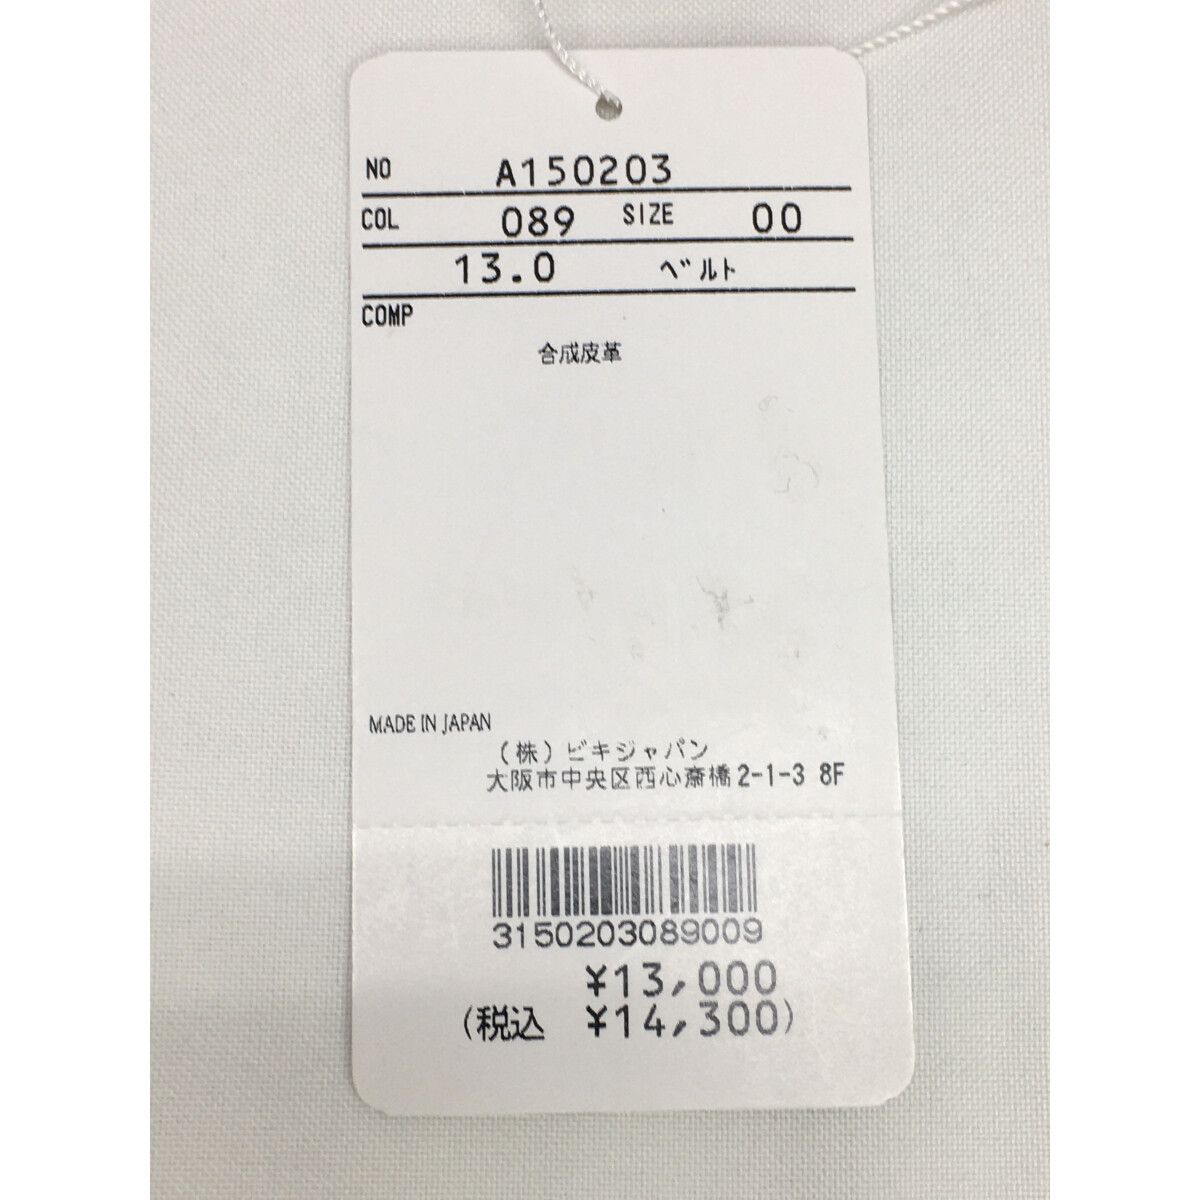 NO A150203
COL 089 SIZE 00
13.0 ベルト
COMP
合成皮革
MADE IN JAPAN
(株)ビキジャパン
大阪市中央区西心斎橋2-1-3 8F
3150203089009
¥13,000
(税込 ¥14,300)